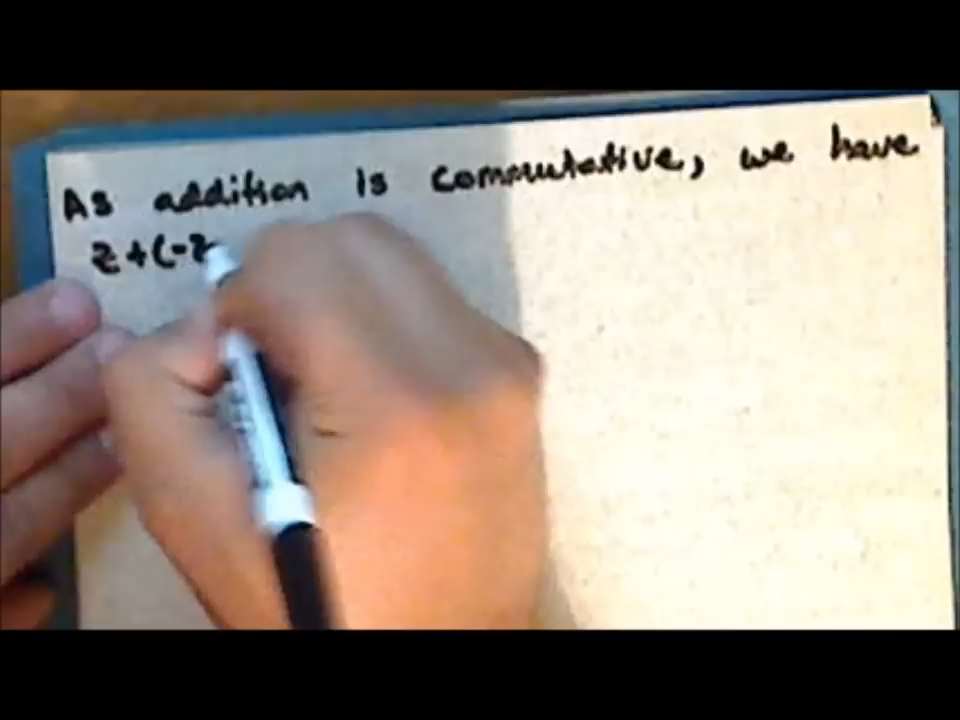 As addition is commutative, we have
z+(-z